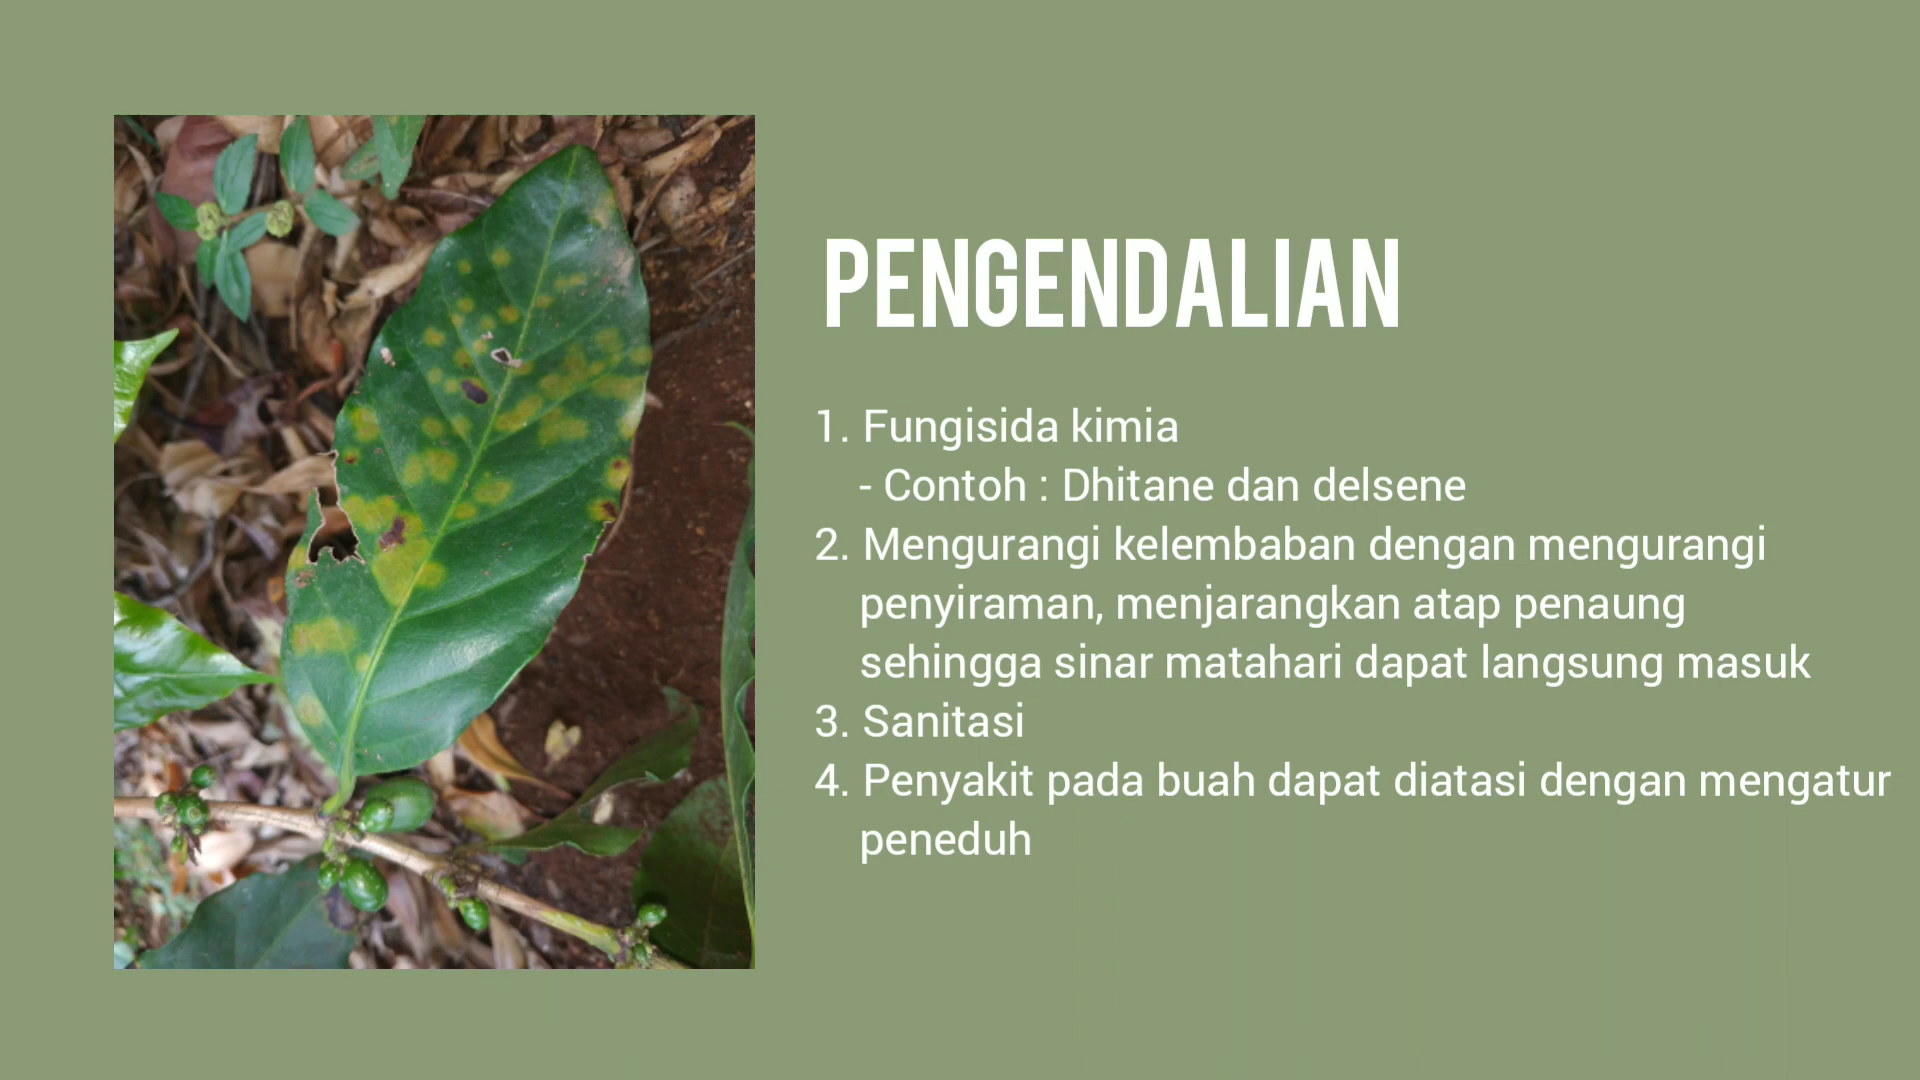 PENGENDALIAN
1. Fungisida kimia
- Contoh : Dhitane dan delsene
2. Mengurangi kelembaban dengan mengurangi
penyiraman, menjarangkan atap penaung
sehingga sinar matahari dapat langsung masuk
3. Sanitasi
4. Penyakit pada buah dapat diatasi dengan mengatur
peneduh